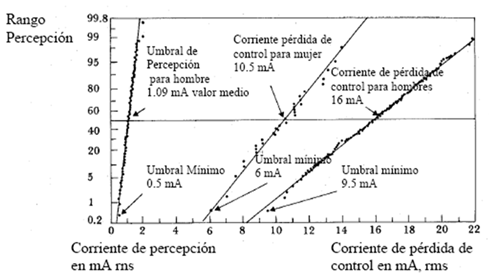 Rango
Percepción
99.8
99
95
80
60
40
20
5
1
0.2
Umbral de
Percepción
para hombre
1.09 mA valor medio
Corriente pérdida de
control para mujer
10.5 mA
Corriente de pérdida de
control para hombres
16 mA
Umbral Mínimo
0.5 mA
Umbral mínimo
6 mA
Umbral mínimo
9.5 mA
0 2 4 6 8 10 12 14 16 18 20 22
Corriente de percepción
en mA rns
Corriente de pérdida de
control en mA, rms